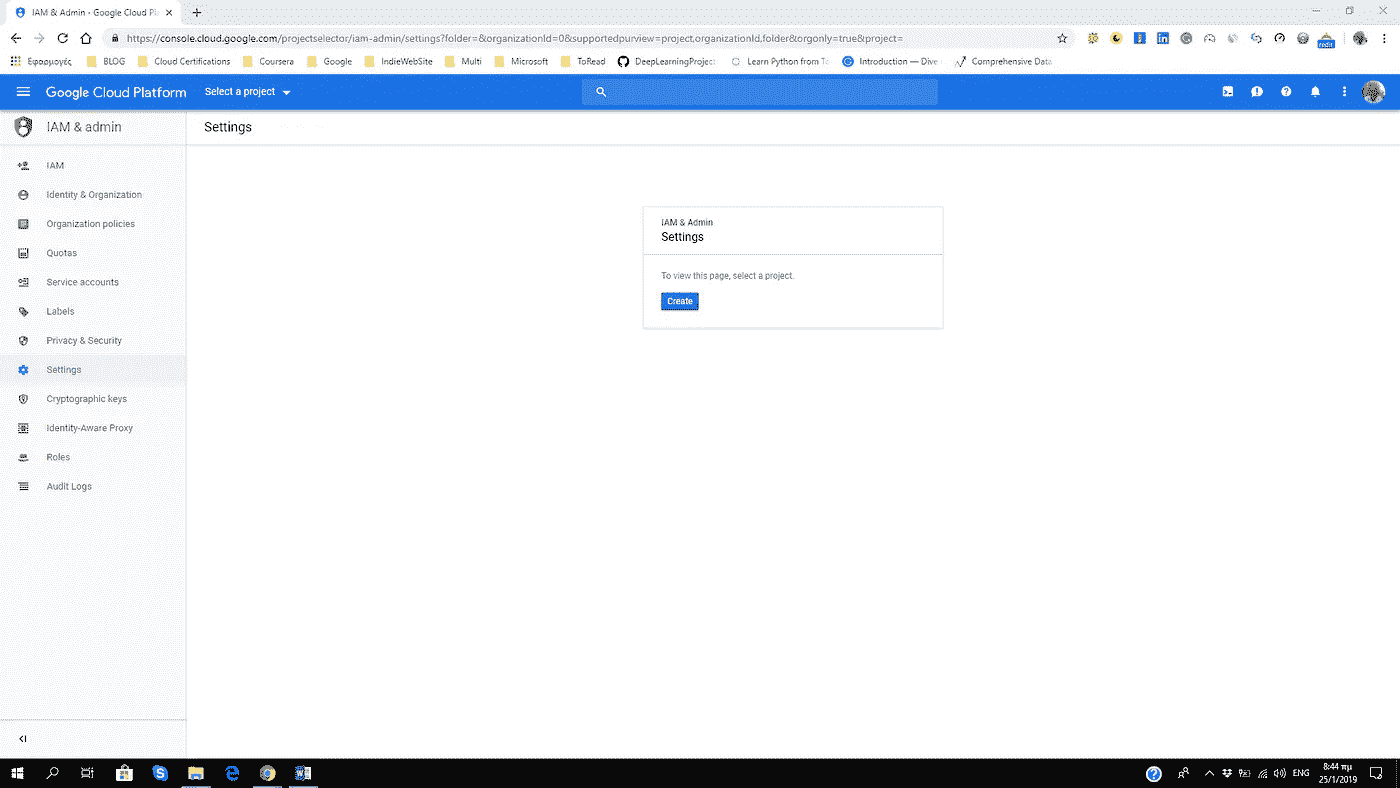 IAM & Admin - Google Cloud Pl
https://console.cloud.google.com/projectselector/iam-admin/settings?folder=&organizationId=0&supportedpurview=project,organizationId,folder&orgonly=true&project=
Εφαρμογές BLOG Cloud Certifications Coursera Google IndieWebSite Multi Microsoft ToRead DeepLearningProject Learn Python from To Introduction — Dive Comprehensive Data
Google Cloud Platform Select a project
IAM & admin Settings
IAM
Identity & Organization
Organization policies
Quotas
Service accounts
Labels
Privacy & Security
Settings
Cryptographic keys
Identity-Aware Proxy
Roles
Audit Logs
IAM & Admin
Settings
To view this page, select a project.
Create
ENG
8:44 πμ
25/1/2019